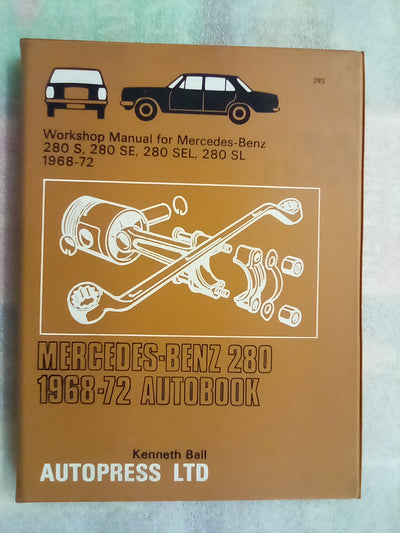 293
Workshop Manual for Mercedes-Benz
280 S, 280 SE, 280 SEL, 280 SL
1968-72
MERCEDES-BENZ 280
1968-72 AUTOBOOK
Kenneth Ball
AUTOPRESS LTD